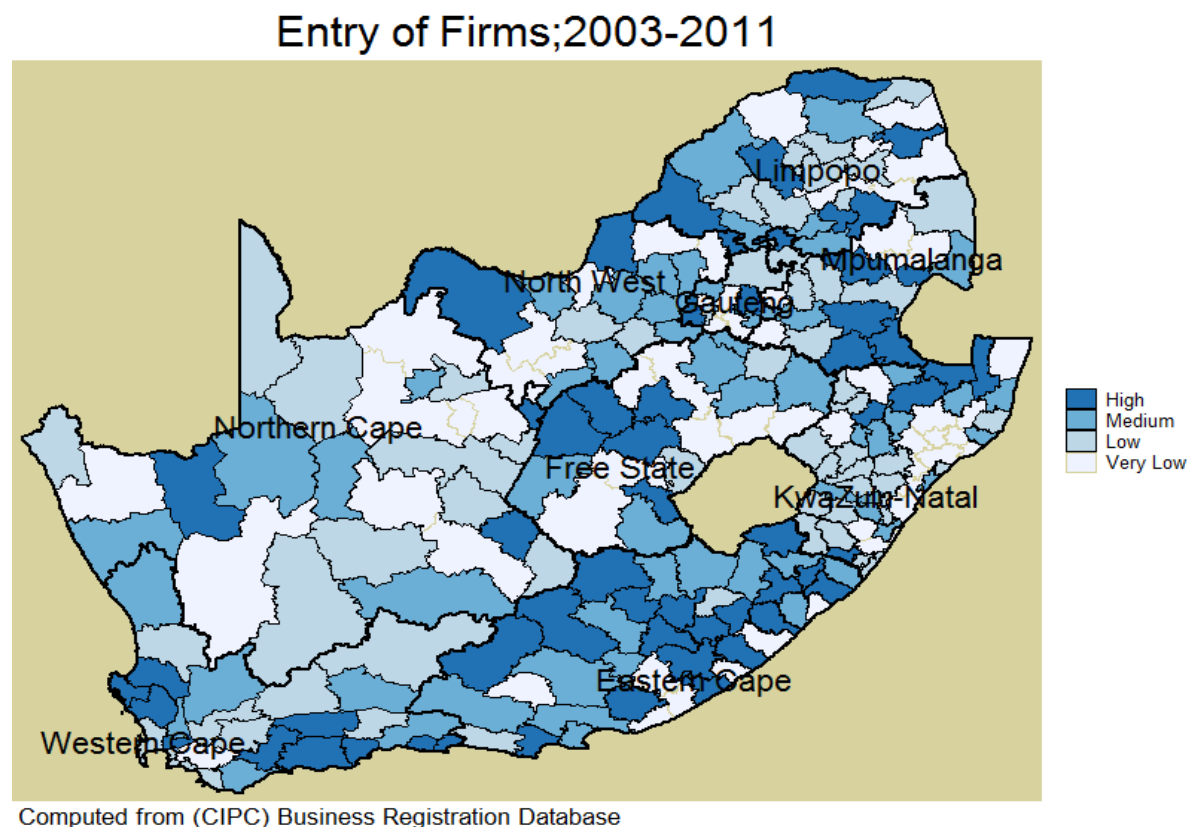 Entry of Firms;2003-2011
Limpopo
Mpumalanga
North West
Gauteng
Northern Cape
Free State
KwaZulu-Natal
Eastern Cape
Western Cape
High
Medium
Low
Very Low
Computed from (CIPC) Business Registration Database